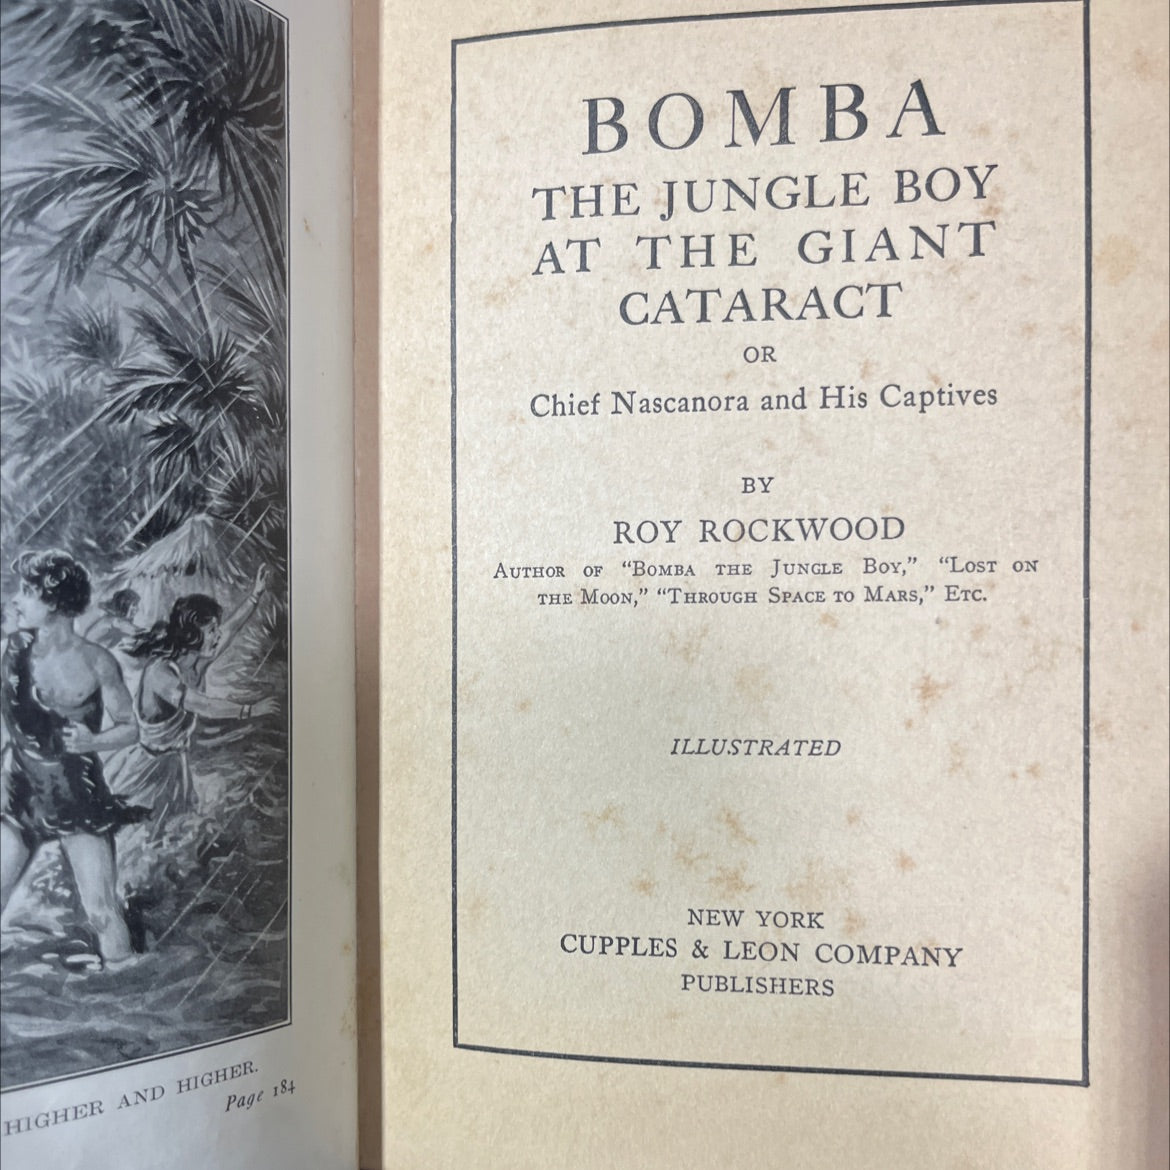 HIGHER AND HIGHER.
Page 184
BOMBA
THE JUNGLE BOY
AT THE GIANT
CATARACT
OR
Chief Nascanora and His Captives
BY
ROY ROCKWOOD
AUTHOR OF “BOMBA THE JUNGLE BOY,” “LOST ON
THE MOON,” “THROUGH SPACE TO MARS,” ETC.
ILLUSTRATED
NEW YORK
CUPPLES & LEON COMPANY
PUBLISHERS